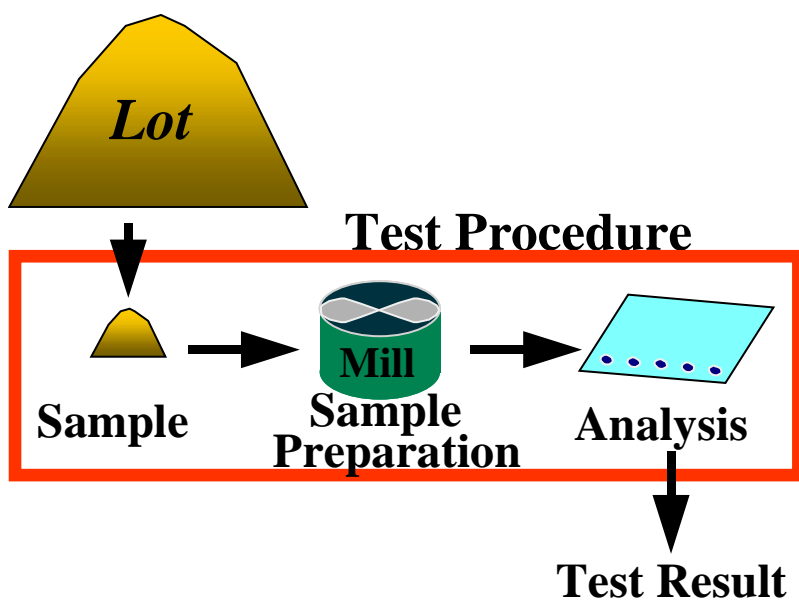 Lot
Test Procedure
Mill
Sample
Sample
Preparation
Analysis
Test Result